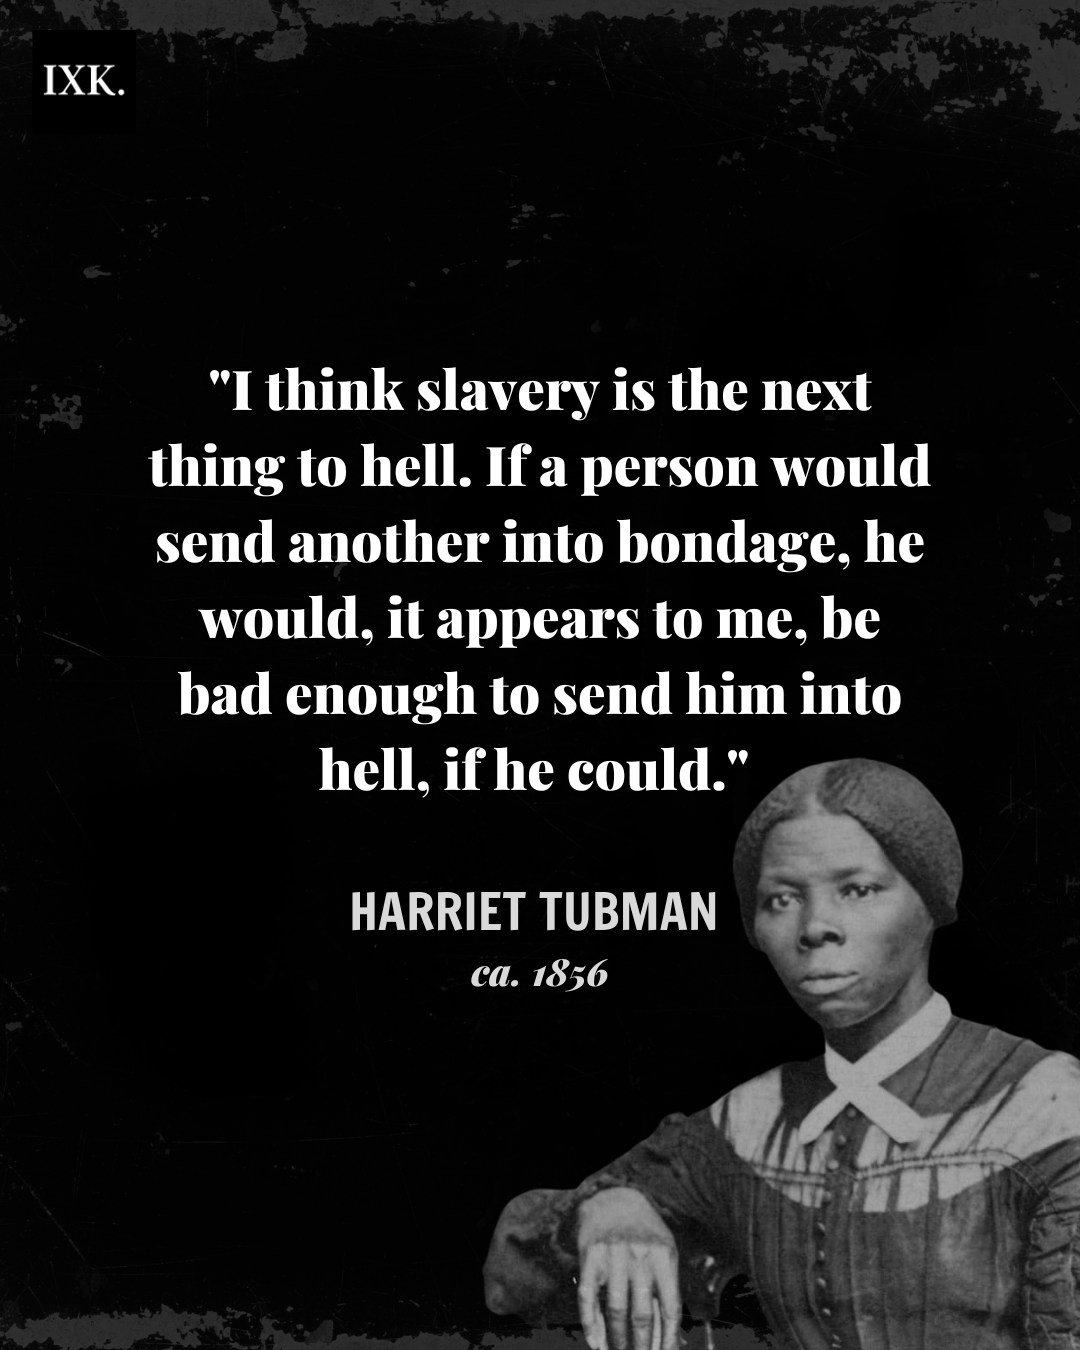 IXK.
"I think slavery is the next
thing to hell. If a person would
send another into bondage, he
would, it appears to me, be
bad enough to send him into
hell, if he could."
HARRIET TUBMAN
ca. 1856